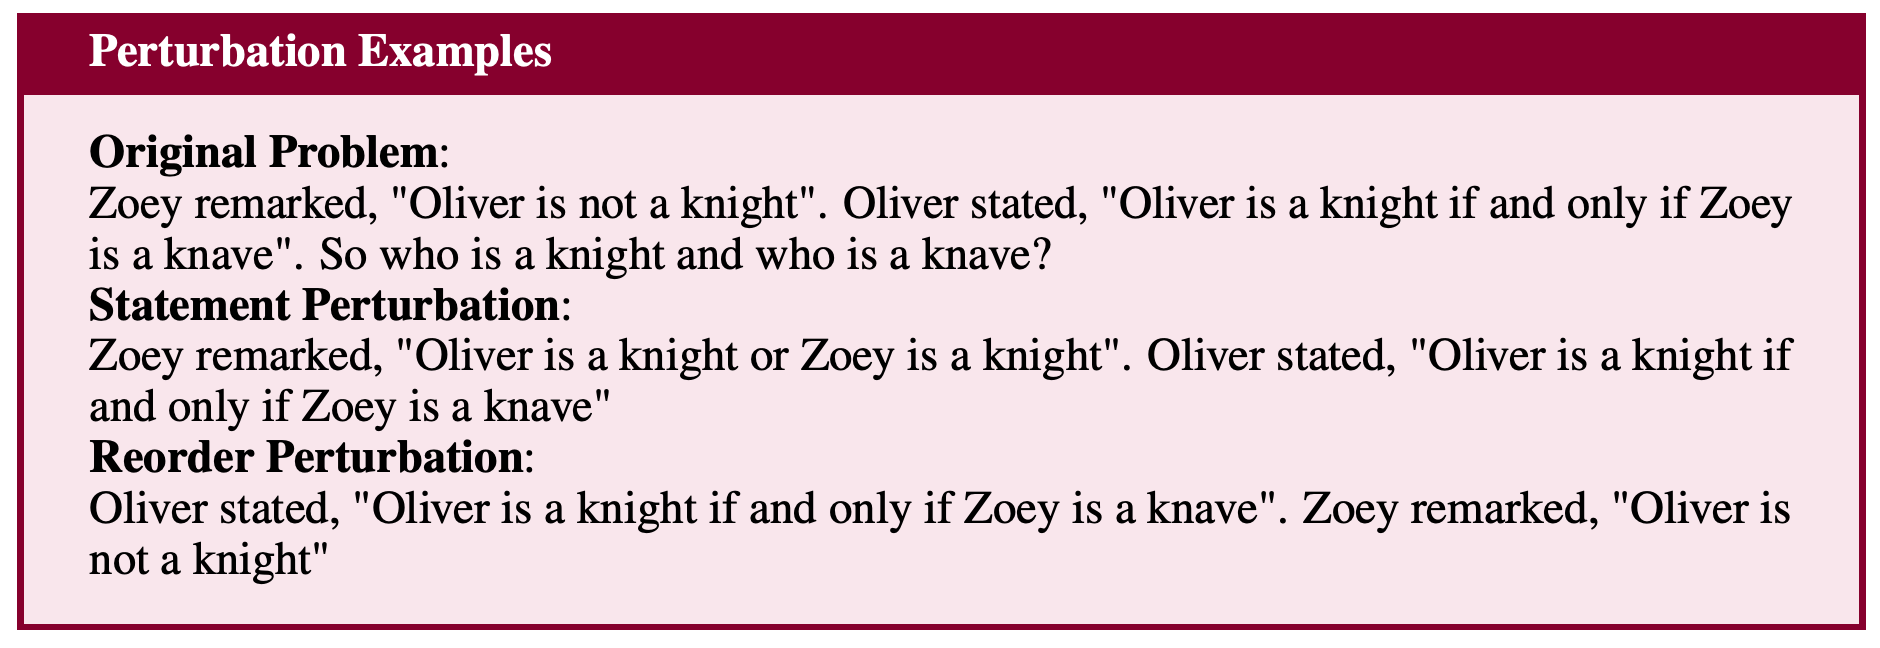 Perturbation Examples
Original Problem:
Zoey remarked, "Oliver is not a knight". Oliver stated, "Oliver is a knight if and only if Zoey
is a knave". So who is a knight and who is a knave?
Statement Perturbation:
Zoey remarked, "Oliver is a knight or Zoey is a knight". Oliver stated, "Oliver is a knight if
and only if Zoey is a knave"
Reorder Perturbation:
Oliver stated, "Oliver is a knight if and only if Zoey is a knave". Zoey remarked, "Oliver is
not a knight"